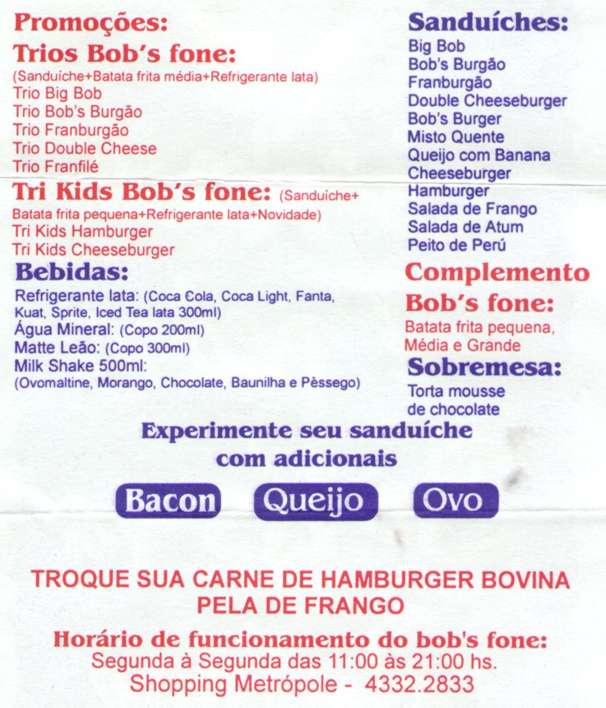 Promoções:
Trios Bob's fone:
(Sanduíche+Batata frita média+Refrigerante lata)
Trio Big Bob
Trio Bob's Burgão
Trio Franburgão
Trio Double Cheese
Trio Franfilé
Tri Kids Bob's fone: (Sanduíche+
Batata frita pequena+Refrigerante lata+Novidade)
Tri Kids Hamburger
Tri Kids Cheeseburger
Bebidas:
Refrigerante lata: (Coca Cola, Coca Light, Fanta,
Kuat, Sprite, Iced Tea lata 300ml)
Água Mineral: (Copo 200ml)
Matte Leão: (Copo 300ml)
Milk Shake 500ml:
(Ovomaltine, Morango, Chocolate, Baunilha e Pèssego)
Sanduíches:
Big Bob
Bob's Burgão
Franburgão
Double Cheeseburger
Bob's Burger
Misto Quente
Queijo com Banana
Cheeseburger
Hamburger
Salada de Frango
Salada de Atum
Peito de Perú
Complemento
Bob's fone:
Batata frita pequena,
Média e Grande
Sobremesa:
Torta mousse
de chocolate
Experimente seu sanduíche
com adicionais
Bacon Queijo Ovo
TROQUE SUA CARNE DE HAMBURGER BOVINA
PELA DE FRANGO
Horário de funcionamento do bob's fone:
Segunda à Segunda das 11:00 às 21:00 hs.
Shopping Metrópole - 4332.2833